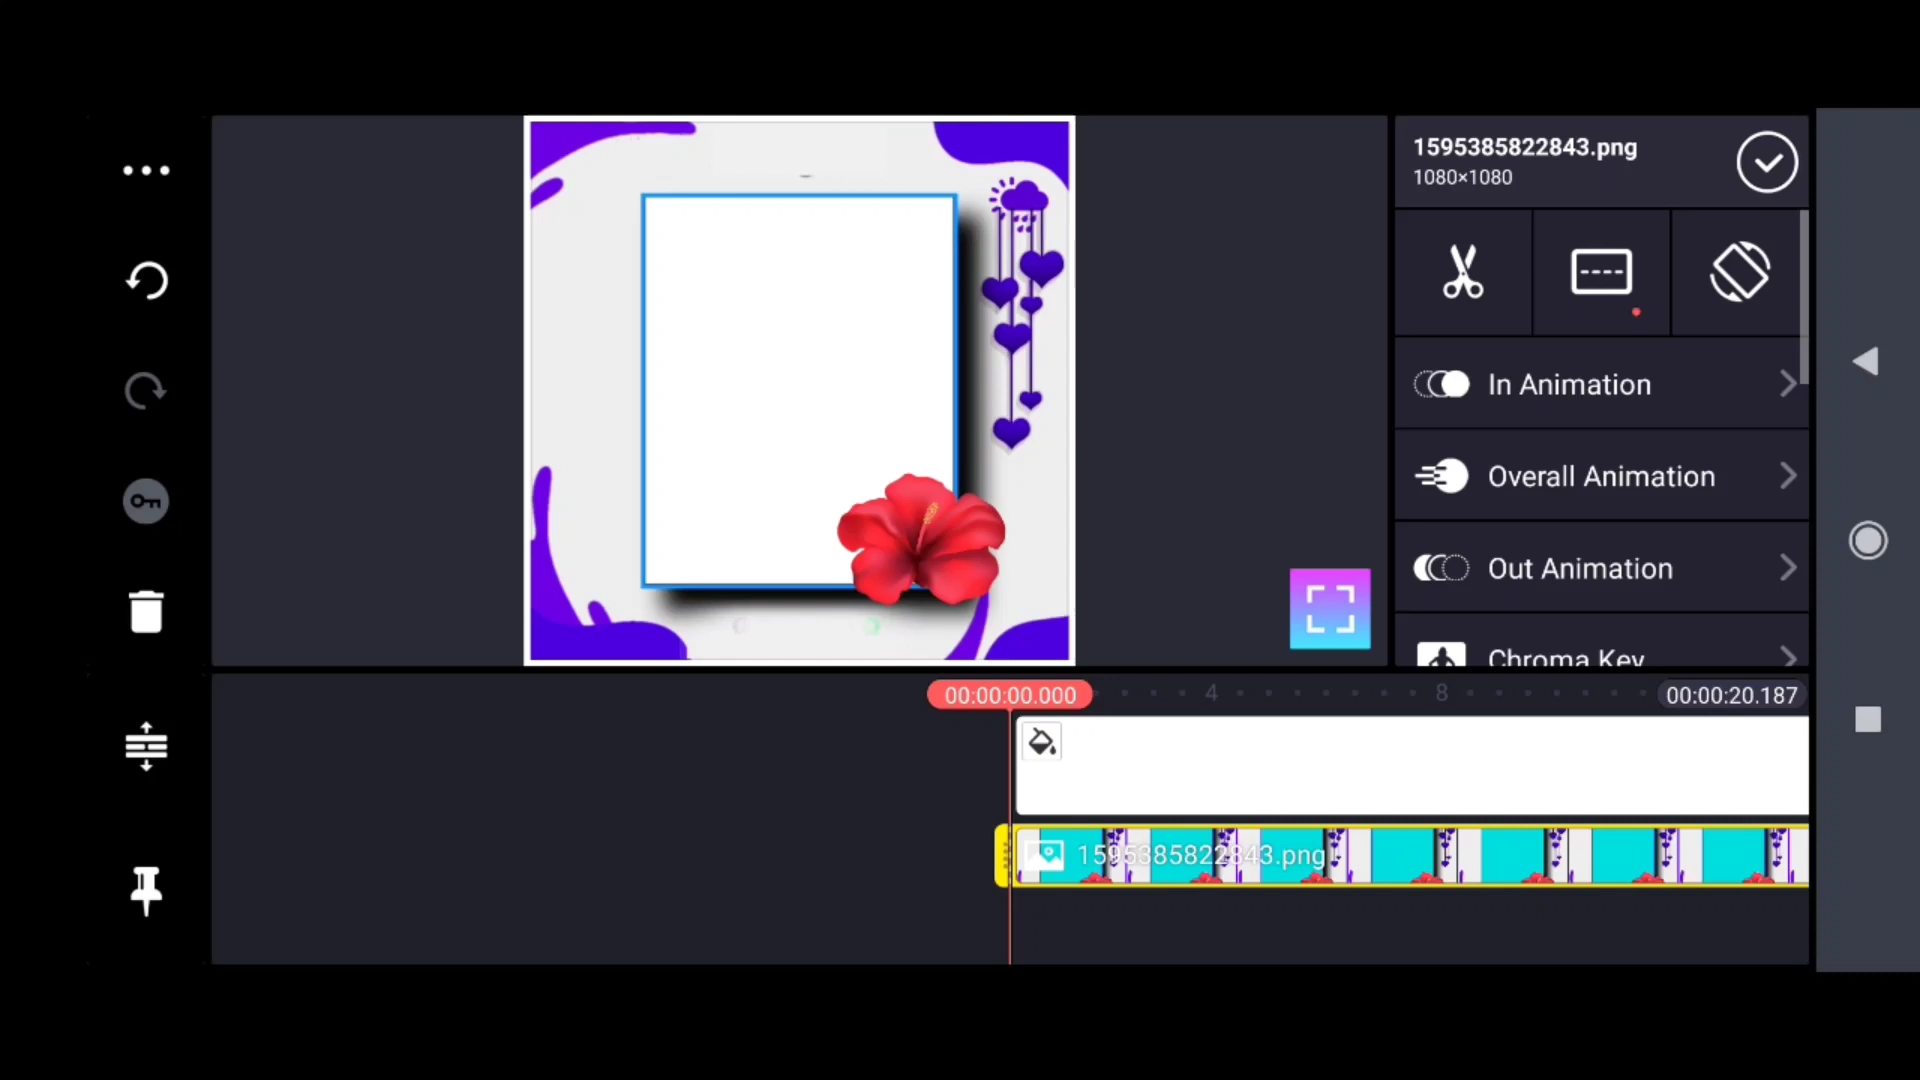 1595385822843.png
1080×1080
In Animation
Overall Animation
Out Animation
Chroma Key
00:00:00.000
4
8
00:00:20.187
1595385822843.png